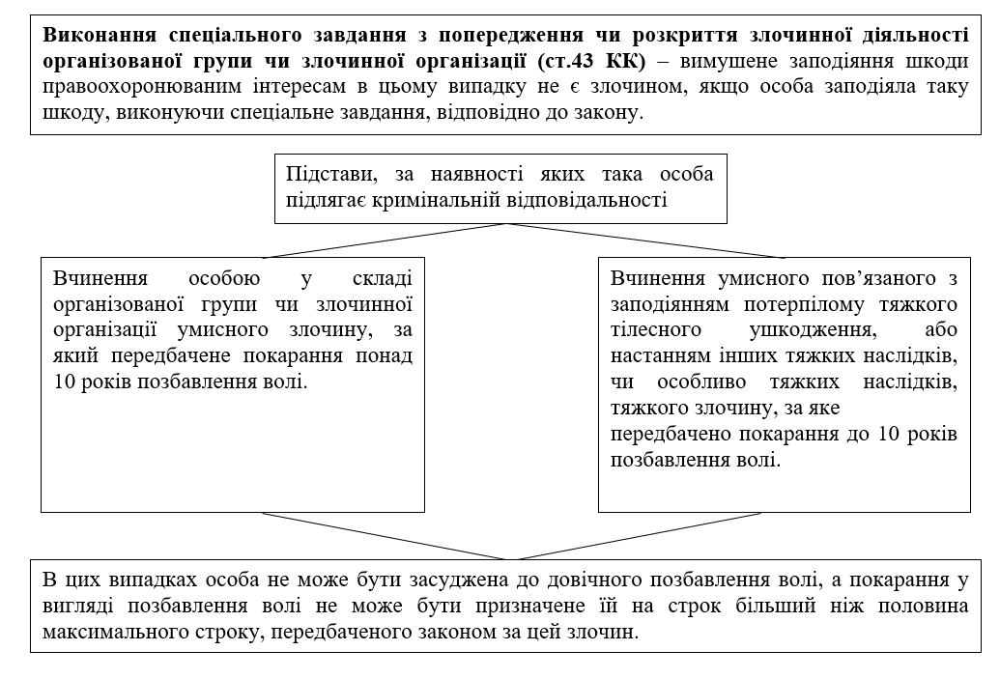 Виконання спеціального завдання з попередження чи розкриття злочинної діяльності
організованої групи чи злочинної організації (ст.43 КК) – вимушене заподіяння шкоди
правоохоронюваним інтересам в цьому випадку не є злочином, якщо особа заподіяла таку
шкоду, виконуючи спеціальне завдання, відповідно до закону.
Підстави, за наявності яких така особа
підлягає кримінальній відповідальності
Вчинення особою у складі
організованої групи чи злочинної
організації умисного злочину, за
який передбачене покарання понад
10 років позбавлення волі.
Вчинення умисного пов’язаного з
заподіянням потерпілому тяжкого
тілесного ушкодження, або
настанням інших тяжких наслідків,
чи особливо тяжких наслідків,
тяжкого злочину, за яке
передбачено покарання до 10 років
позбавлення волі.
В цих випадках особа не може бути засуджена до довічного позбавлення волі, а покарання у
вигляді позбавлення волі не може бути призначене їй на строк більший ніж половина
максимального строку, передбаченого законом за цей злочин.